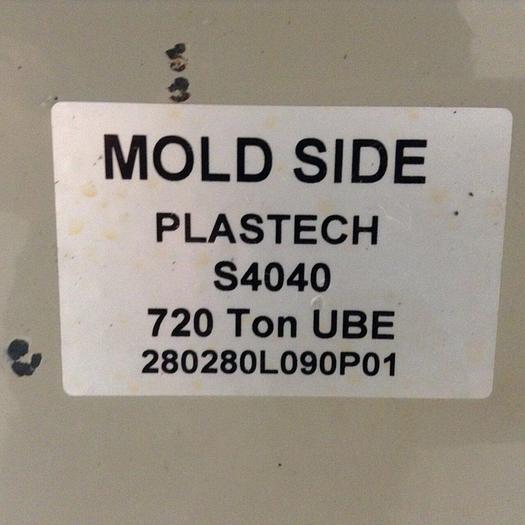 MOLD SIDE
PLASTECH
S4040
720 Ton UBE
280280L090P01